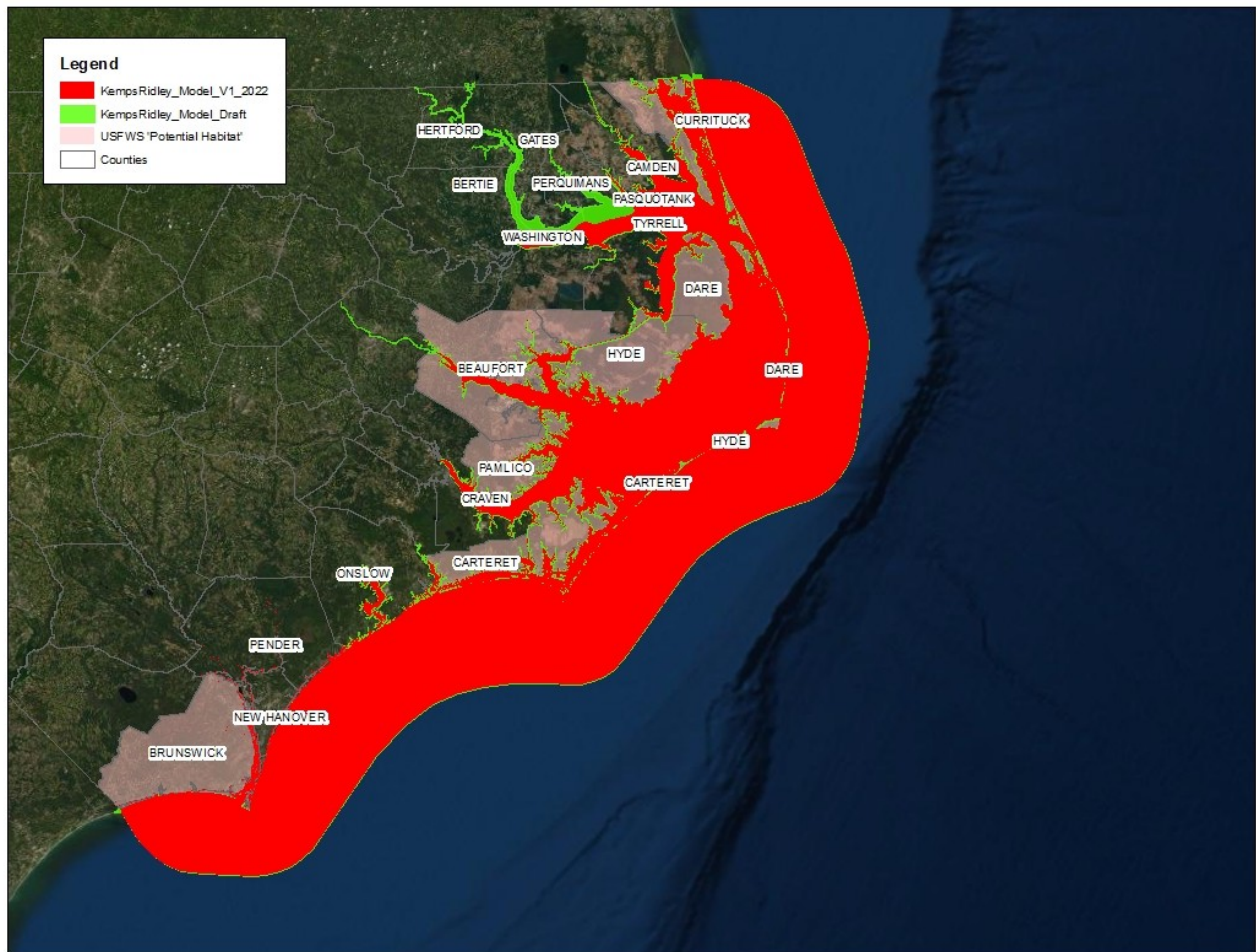 Legend
KempsRidley_Model_V1_2022
KempsRidley_Model_Draft
USFWS 'Potential Habitat'
Counties
CURRITUCK
HERTFORD
GATES
CAMDEN
BERTIE
PERQUIMANS
PASQUOTANK
TYRRELL
WASHINGTON
DARE
HYDE
BEAUFORT
DARE
HYDE
PAMLICO
CARTERET
CRAVEN
CARTERET
ONSLOW
PENDER
NEW HANOVER
BRUNSWICK